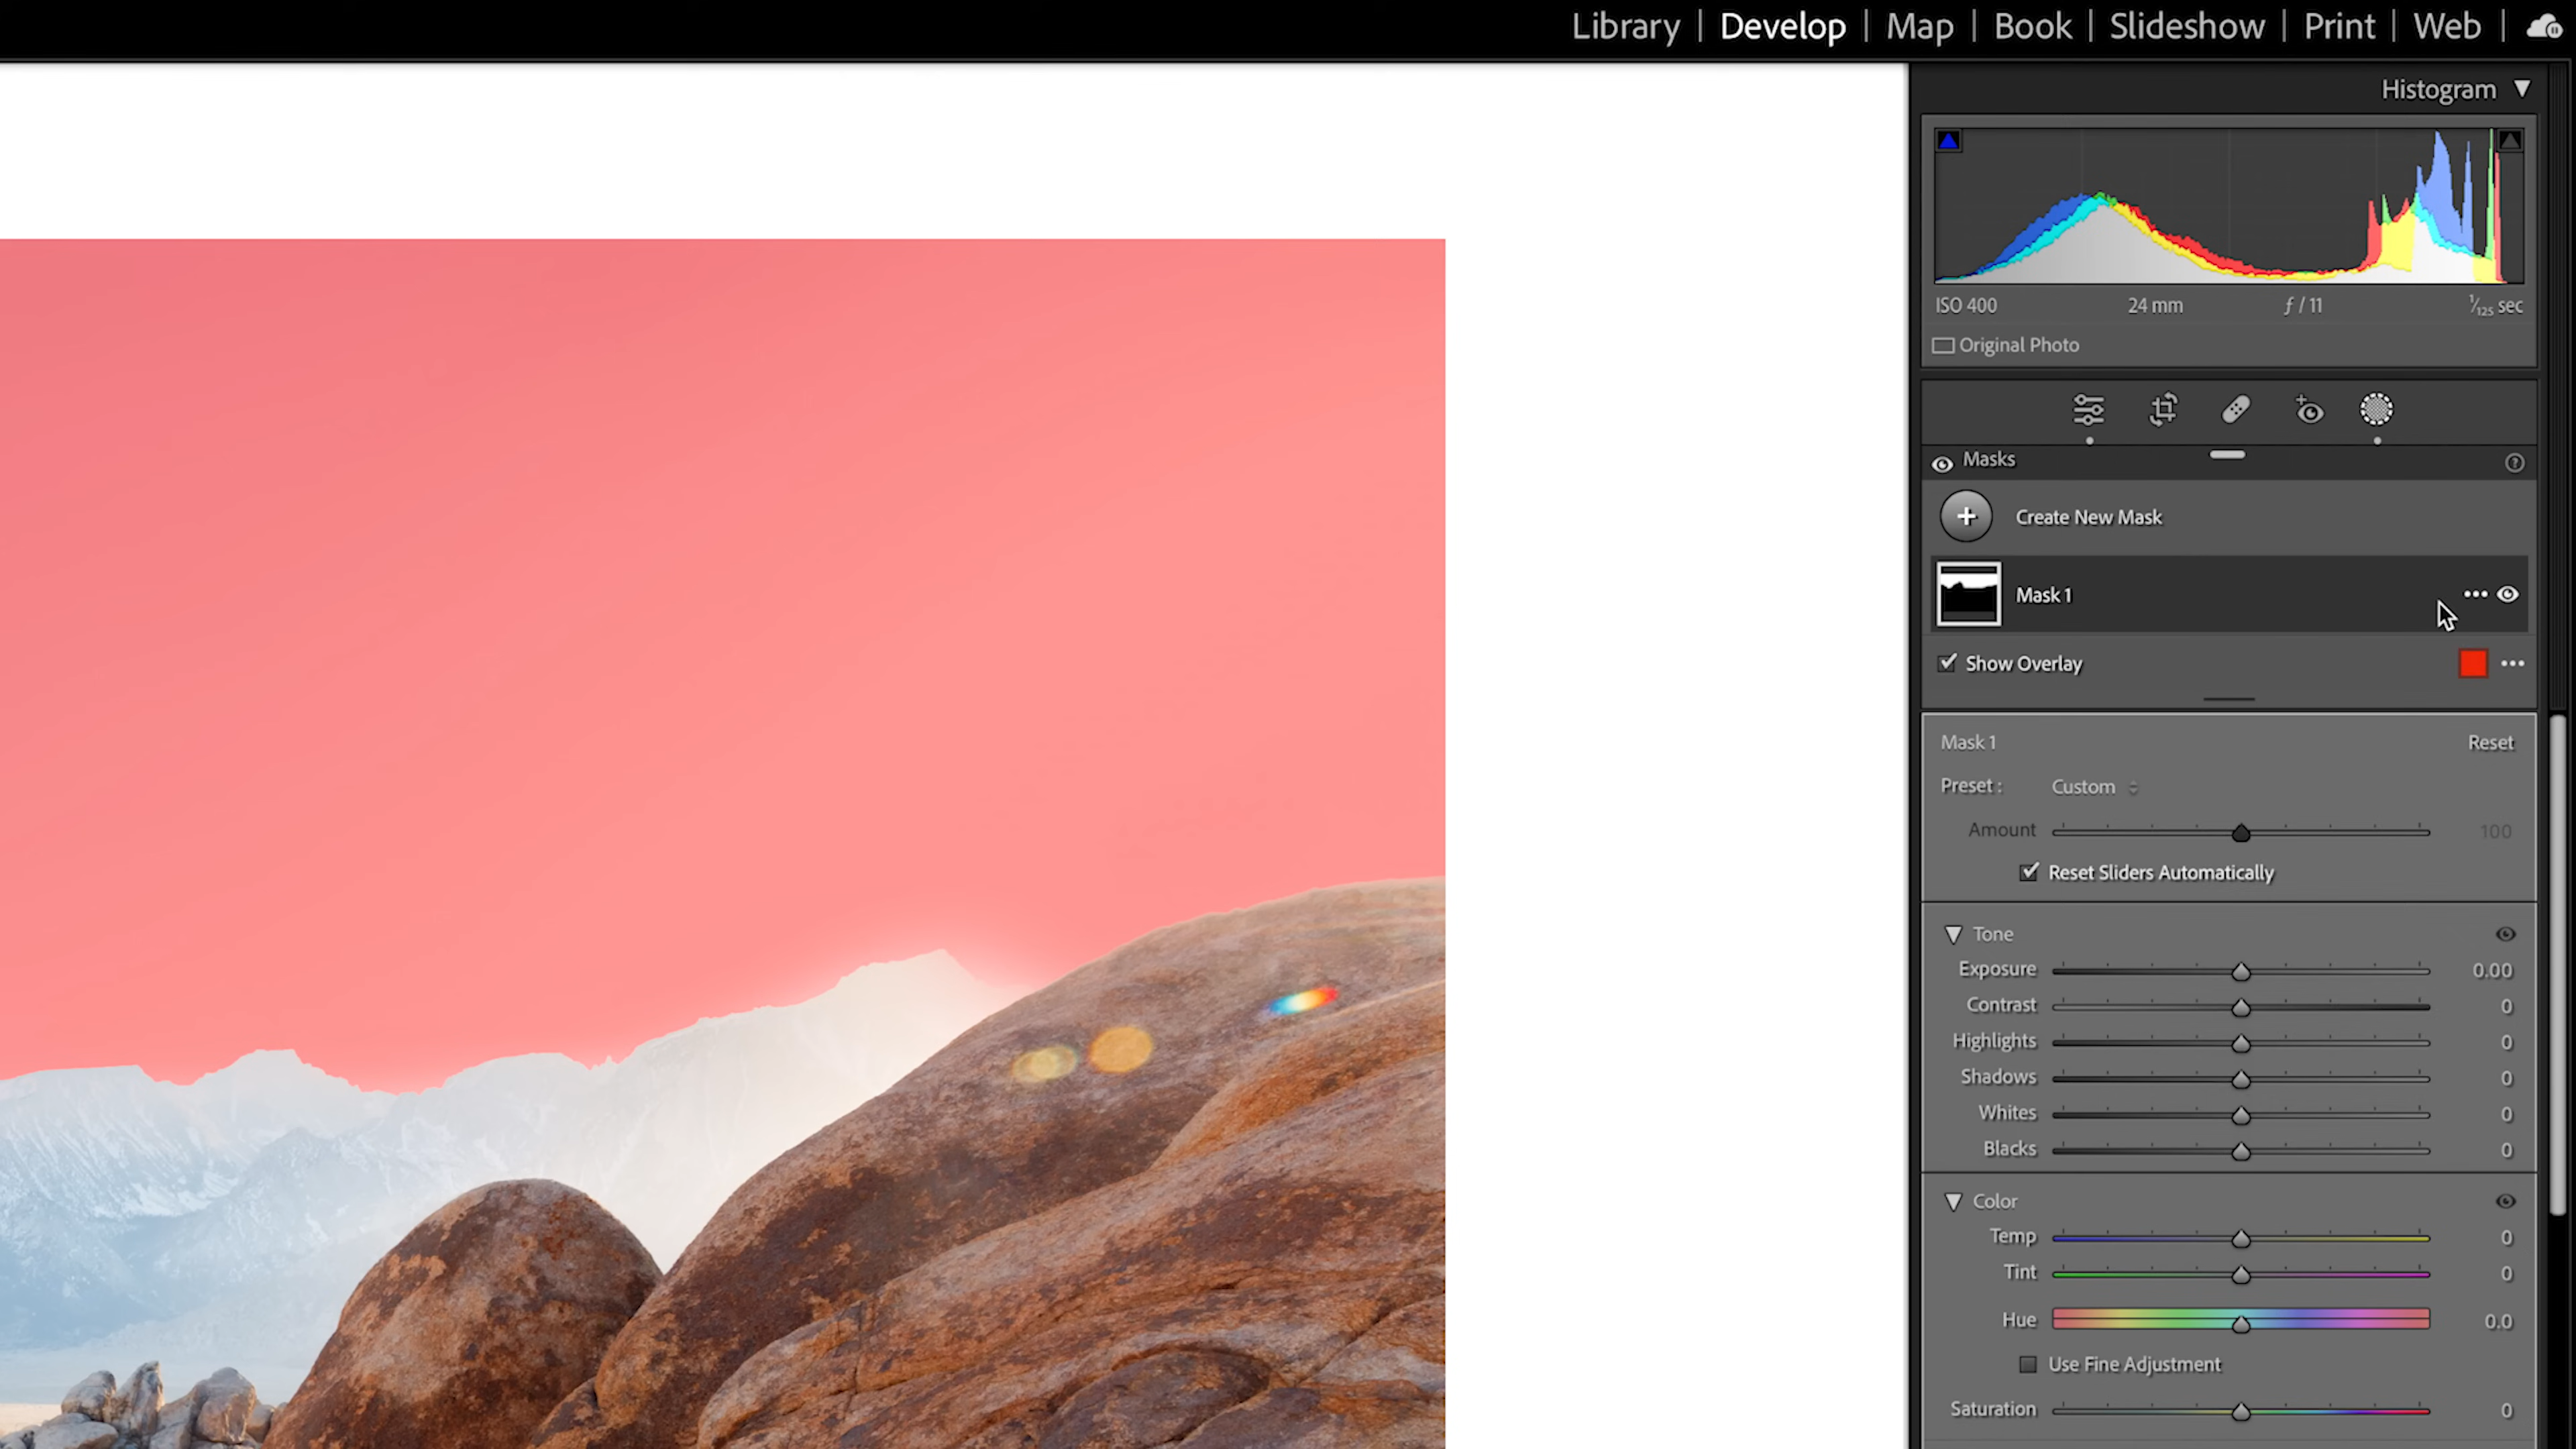 Library | Develop | Map | Book | Slideshow | Print | Web |
Histogram
ISO 400 24 mm ƒ / 11 1/125 sec
Original Photo
Masks
Create New Mask
Mask 1
Show Overlay
Mask 1 Reset
Preset : Custom
Amount 100
Reset Sliders Automatically
Tone
Exposure 0.00
Contrast 0
Highlights 0
Shadows 0
Whites 0
Blacks 0
Color
Temp 0
Tint 0
Hue 0.0
Use Fine Adjustment
Saturation 0